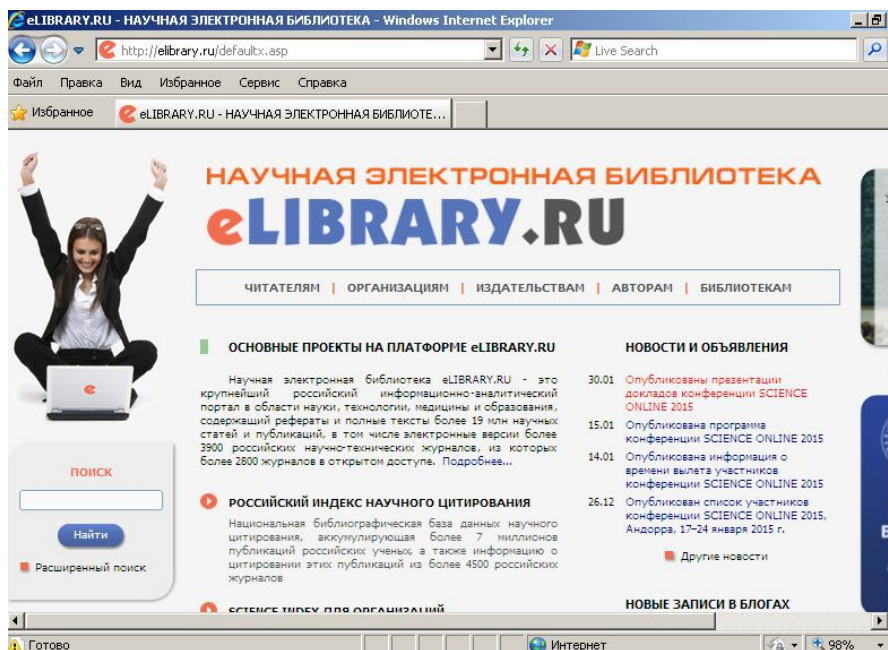 eLIBRARY.RU - НАУЧНАЯ ЭЛЕКТРОННАЯ БИБЛИОТЕКА - Windows Internet Explorer
http://elibrary.ru/defaultx.asp
Live Search
Файл Правка Вид Избранное Сервис Справка
Избранное
eLIBRARY.RU - НАУЧНАЯ ЭЛЕКТРОННАЯ БИБЛИОТЕ...
НАУЧНАЯ ЭЛЕКТРОННАЯ БИБЛИОТЕКА
eLIBRARY.RU
ЧИТАТЕЛЯМ | ОРГАНИЗАЦИЯМ | ИЗДАТЕЛЬСТВАМ | АВТОРАМ | БИБЛИОТЕКАМ
ОСНОВНЫЕ ПРОЕКТЫ НА ПЛАТФОРМЕ eLIBRARY.RU
Научная электронная библиотека eLIBRARY.RU - это
крупнейший российский информационно-аналитический
портал в области науки, технологии, медицины и образования,
содержащий рефераты и полные тексты более 19 млн научных
статей и публикаций, в том числе электронные версии более
3900 российских научно-технических журналов, из которых
более 2800 журналов в открытом доступе. Подробнее...
РОССИЙСКИЙ ИНДЕКС НАУЧНОГО ЦИТИРОВАНИЯ
Национальная библиографическая база данных научного
цитирования, аккумулирующая более 7 миллионов
публикаций российских ученых, а также информацию о
цитировании этих публикаций из более 4500 российских
журналов
SCIENCE INDEX ДЛЯ ОРГАНИЗАЦИЙ
НОВОСТИ И ОБЪЯВЛЕНИЯ
30.01 Опубликованы презентации
докладов конференции SCIENCE
ONLINE 2015
15.01 Опубликована программа
конференции SCIENCE ONLINE 2015
14.01 Опубликована информация о
времени вылета участников
конференции SCIENCE ONLINE 2015
26.12 Опубликован список участников
конференции SCIENCE ONLINE 2015,
Андорра, 17-24 января 2015 г.
Другие новости
НОВЫЕ ЗАПИСИ В БЛОГАХ
ПОИСК
Найти
Расширенный поиск
Готово
Интернет
98%